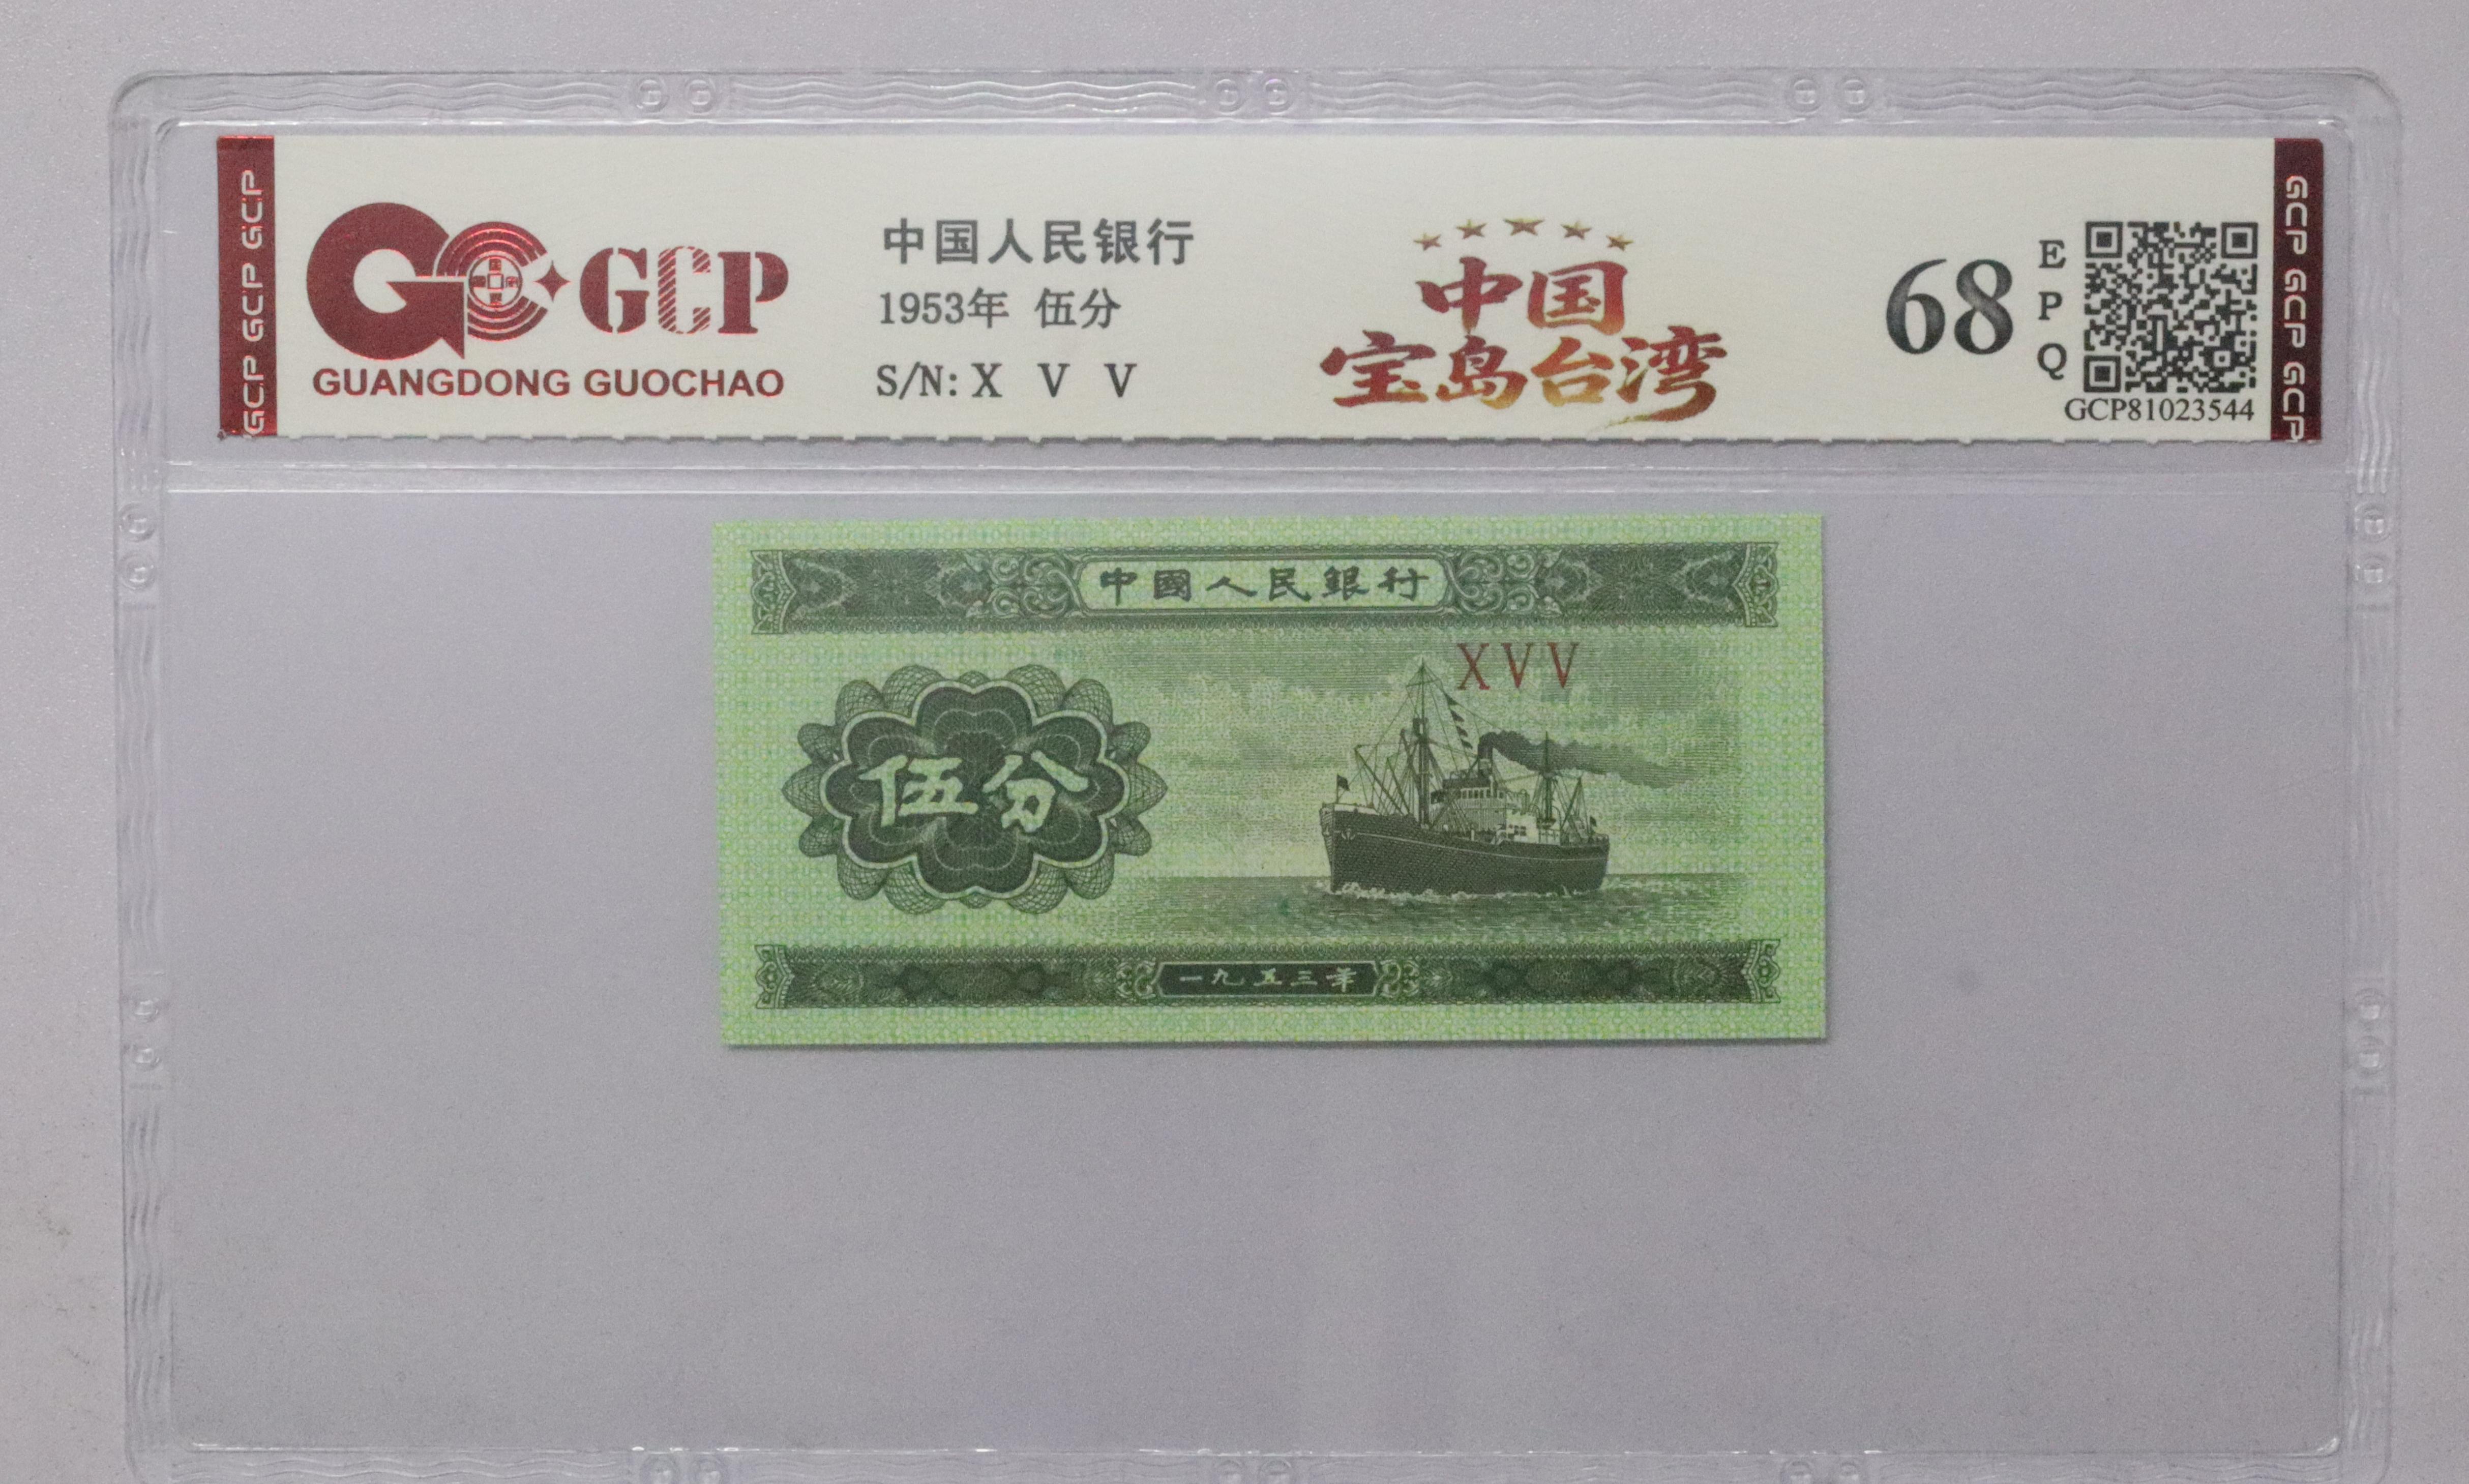 GCP GCP GCP
GCP
GUANGDONG GUOCHAO
中国人民银行
1953年 伍分
S/N: X V V
中国
宝岛台湾
68
E
P
Q
GCP81023544
GCP GCP GCP
中國人民銀行
XVV
伍分
一九五三年